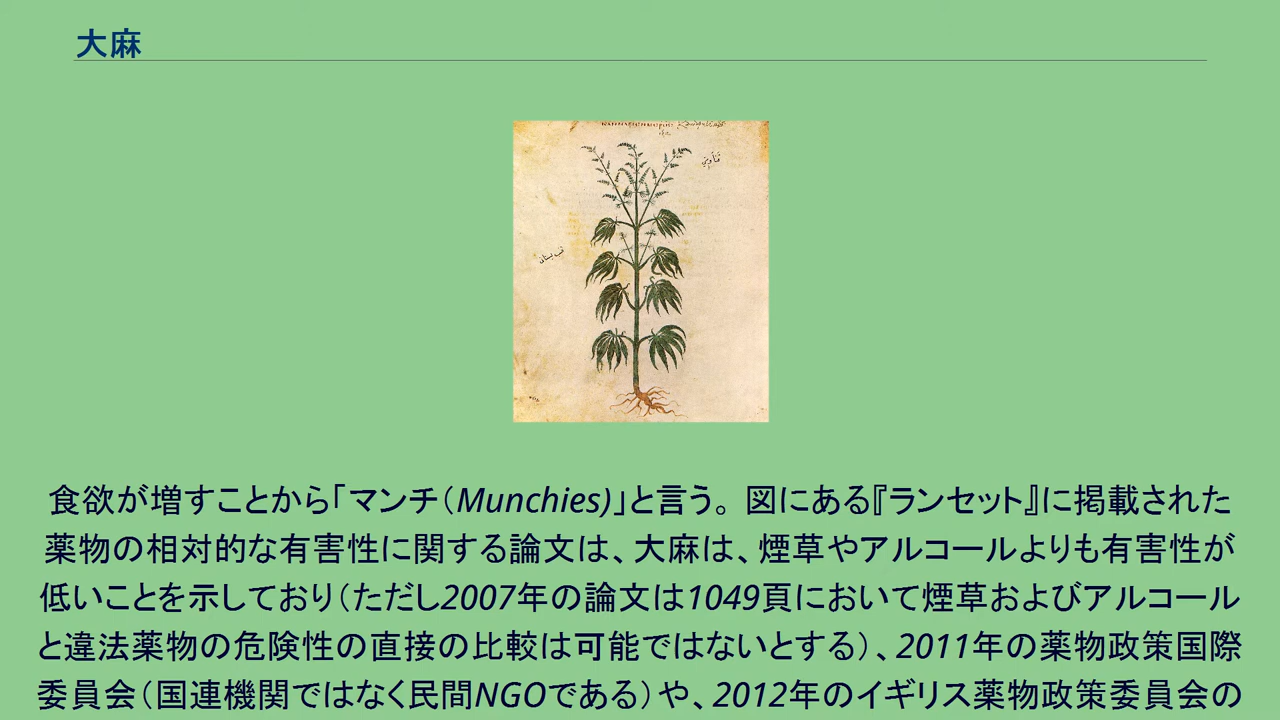 大麻
食欲が増すことから「マンチ（Munchies)」と言う。図にある『ランセット』に掲載された
薬物の相対的な有害性に関する論文は、大麻は、煙草やアルコールよりも有害性が
低いことを示しており（ただし2007年の論文は1049頁において煙草およびアルコール
と違法薬物の危険性の直接の比較は可能ではないとする）、2011年の薬物政策国際
委員会（国連機関ではなく民間NGOである）や、2012年のイギリス薬物政策委員会の